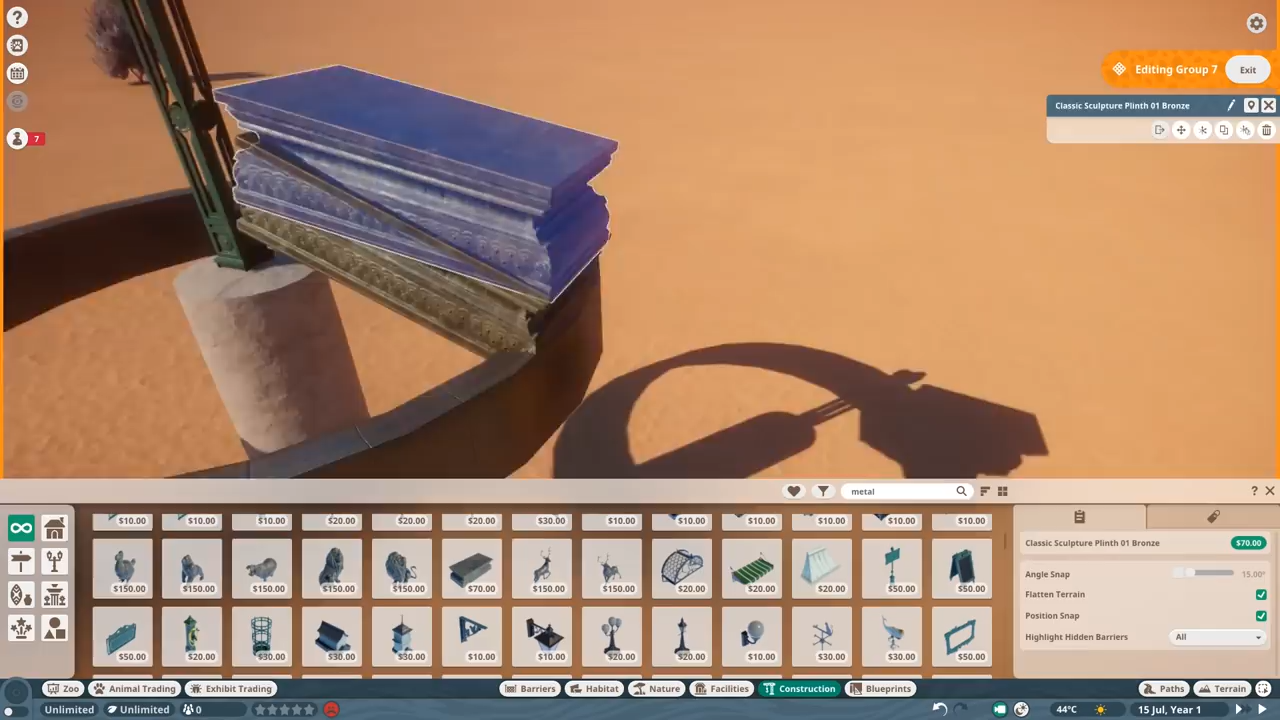 ?
Editing Group 7
Exit
Classic Sculpture Plinth 01 Bronze
7
metal
?
$10.00 $10.00 $20.00 $20.00 $20.00 $20.00 $30.00 $10.00 $10.00 $10.00 $10.00 $10.00 $10.00
Classic Sculpture Plinth 01 Bronze $70.00
$150.00 $150.00 $150.00 $150.00 $150.00 $70.00 $150.00 $150.00 $20.00 $20.00 $20.00 $50.00 $50.00
Angle Snap 15.00°
Flatten Terrain
Position Snap
Highlight Hidden Barriers All
$50.00 $20.00 $30.00 $30.00 $30.00 $10.00 $10.00 $20.00 $20.00 $10.00 $30.00 $30.00 $50.00
Zoo Animal Trading Exhibit Trading Barriers Habitat Nature Facilities Construction Blueprints Paths Terrain
Unlimited Unlimited 0 44°C 15 Jul, Year 1